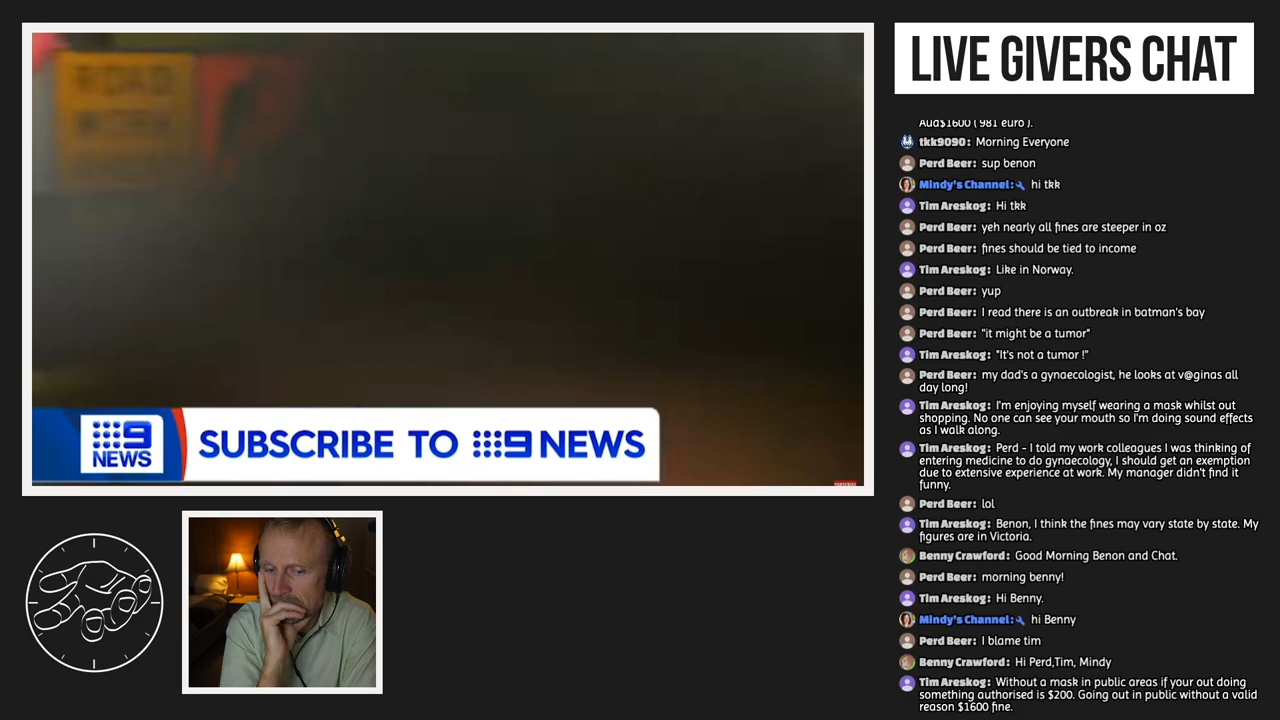 ROAD
WORK
9
NEWS
SUBSCRIBE TO 9 NEWS
LIVE GIVERS CHAT
Aud$1600 ( 981 euro ).
tkk9090: Morning Everyone
Perd Beer: sup benon
Mindy's Channel: hi tkk
Tim Areskog: Hi tkk
Perd Beer: yeh nearly all fines are steeper in oz
Perd Beer: fines should be tied to income
Tim Areskog: Like in Norway.
Perd Beer: yup
Perd Beer: I read there is an outbreak in batman's bay
Perd Beer: "it might be a tumor"
Tim Areskog: "It's not a tumor !"
Perd Beer: my dad's a gynaecologist, he looks at v@ginas all
day long!
Tim Areskog: I'm enjoying myself wearing a mask whilst out
shopping. No one can see your mouth so I'm doing sound effects
as I walk along.
Tim Areskog: Perd - I told my work colleagues I was thinking of
entering medicine to do gynaecology, I should get an exemption
due to extensive experience at work. My manager didn't find it
funny.
Perd Beer: lol
Tim Areskog: Benon, I think the fines may vary state by state. My
figures are in Victoria.
Benny Crawford: Good Morning Benon and Chat.
Perd Beer: morning benny!
Tim Areskog: Hi Benny.
Mindy's Channel: hi Benny
Perd Beer: I blame tim
Benny Crawford: Hi Perd,Tim, Mindy
Tim Areskog: Without a mask in public areas if your out doing
something authorised is $200. Going out in public without a valid
reason $1600 fine.